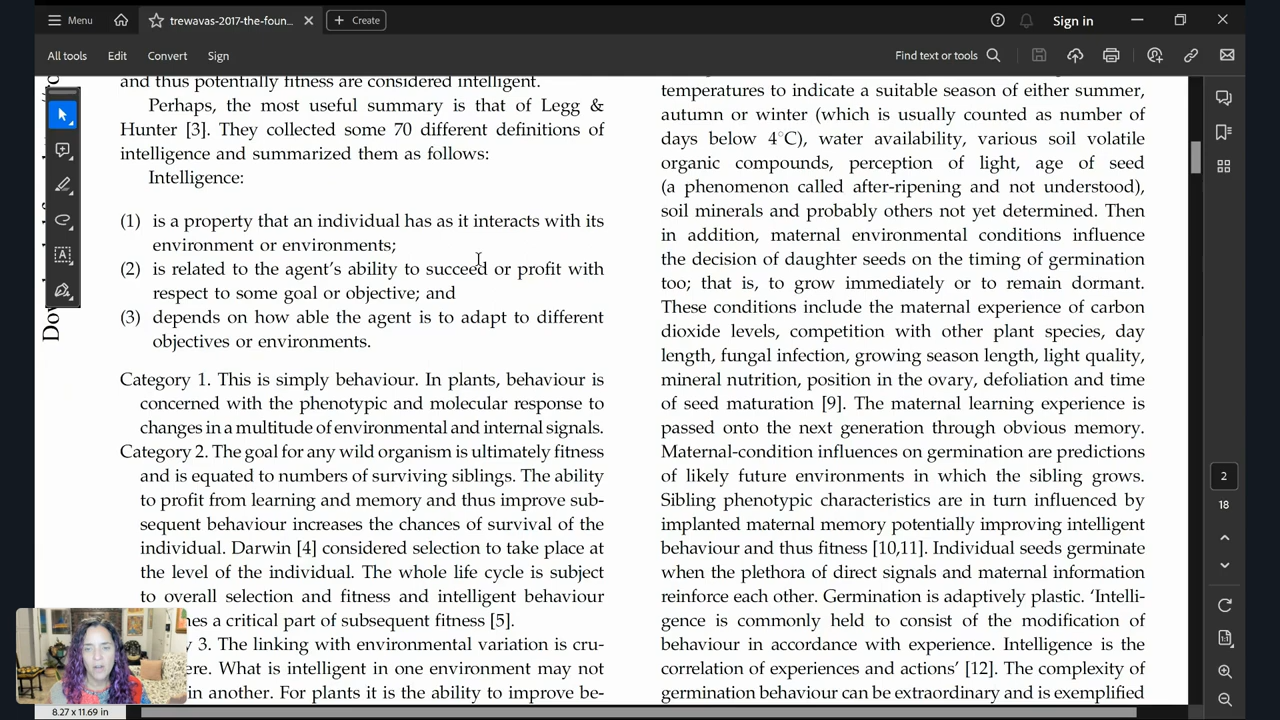 Menu
trewavas-2017-the-foun...
Create
Sign in
All tools
Edit
Convert
Sign
Find text or tools
and thus potentially fitness are considered intelligent.
Perhaps, the most useful summary is that of Legg &
Hunter [3]. They collected some 70 different definitions of
intelligence and summarized them as follows:
Intelligence:
(1) is a property that an individual has as it interacts with its
environment or environments;
(2) is related to the agent's ability to succeed or profit with
respect to some goal or objective; and
(3) depends on how able the agent is to adapt to different
objectives or environments.
Category 1. This is simply behaviour. In plants, behaviour is
concerned with the phenotypic and molecular response to
changes in a multitude of environmental and internal signals.
Category 2. The goal for any wild organism is ultimately fitness
and is equated to numbers of surviving siblings. The ability
to profit from learning and memory and thus improve sub-
sequent behaviour increases the chances of survival of the
individual. Darwin [4] considered selection to take place at
the level of the individual. The whole life cycle is subject
to overall selection and fitness and intelligent behaviour
a critical part of subsequent fitness [5].
3. The linking with environmental variation is cru-
What is intelligent in one environment may not
in another. For plants it is the ability to improve be-
temperatures to indicate a suitable season of either summer,
autumn or winter (which is usually counted as number of
days below 4°C), water availability, various soil volatile
organic compounds, perception of light, age of seed
(a phenomenon called after-ripening and not understood),
soil minerals and probably others not yet determined. Then
in addition, maternal environmental conditions influence
the decision of daughter seeds on the timing of germination
too; that is, to grow immediately or to remain dormant.
These conditions include the maternal experience of carbon
dioxide levels, competition with other plant species, day
length, fungal infection, growing season length, light quality,
mineral nutrition, position in the ovary, defoliation and time
of seed maturation [9]. The maternal learning experience is
passed onto the next generation through obvious memory.
Maternal-condition influences on germination are predictions
of likely future environments in which the sibling grows.
Sibling phenotypic characteristics are in turn influenced by
implanted maternal memory potentially improving intelligent
behaviour and thus fitness [10,11]. Individual seeds germinate
when the plethora of direct signals and maternal information
reinforce each other. Germination is adaptively plastic. 'Intelli-
gence is commonly held to consist of the modification of
behaviour in accordance with experience. Intelligence is the
correlation of experiences and actions' [12]. The complexity of
germination behaviour can be extraordinary and is exemplified
2
18
8.27 x 11.69 in